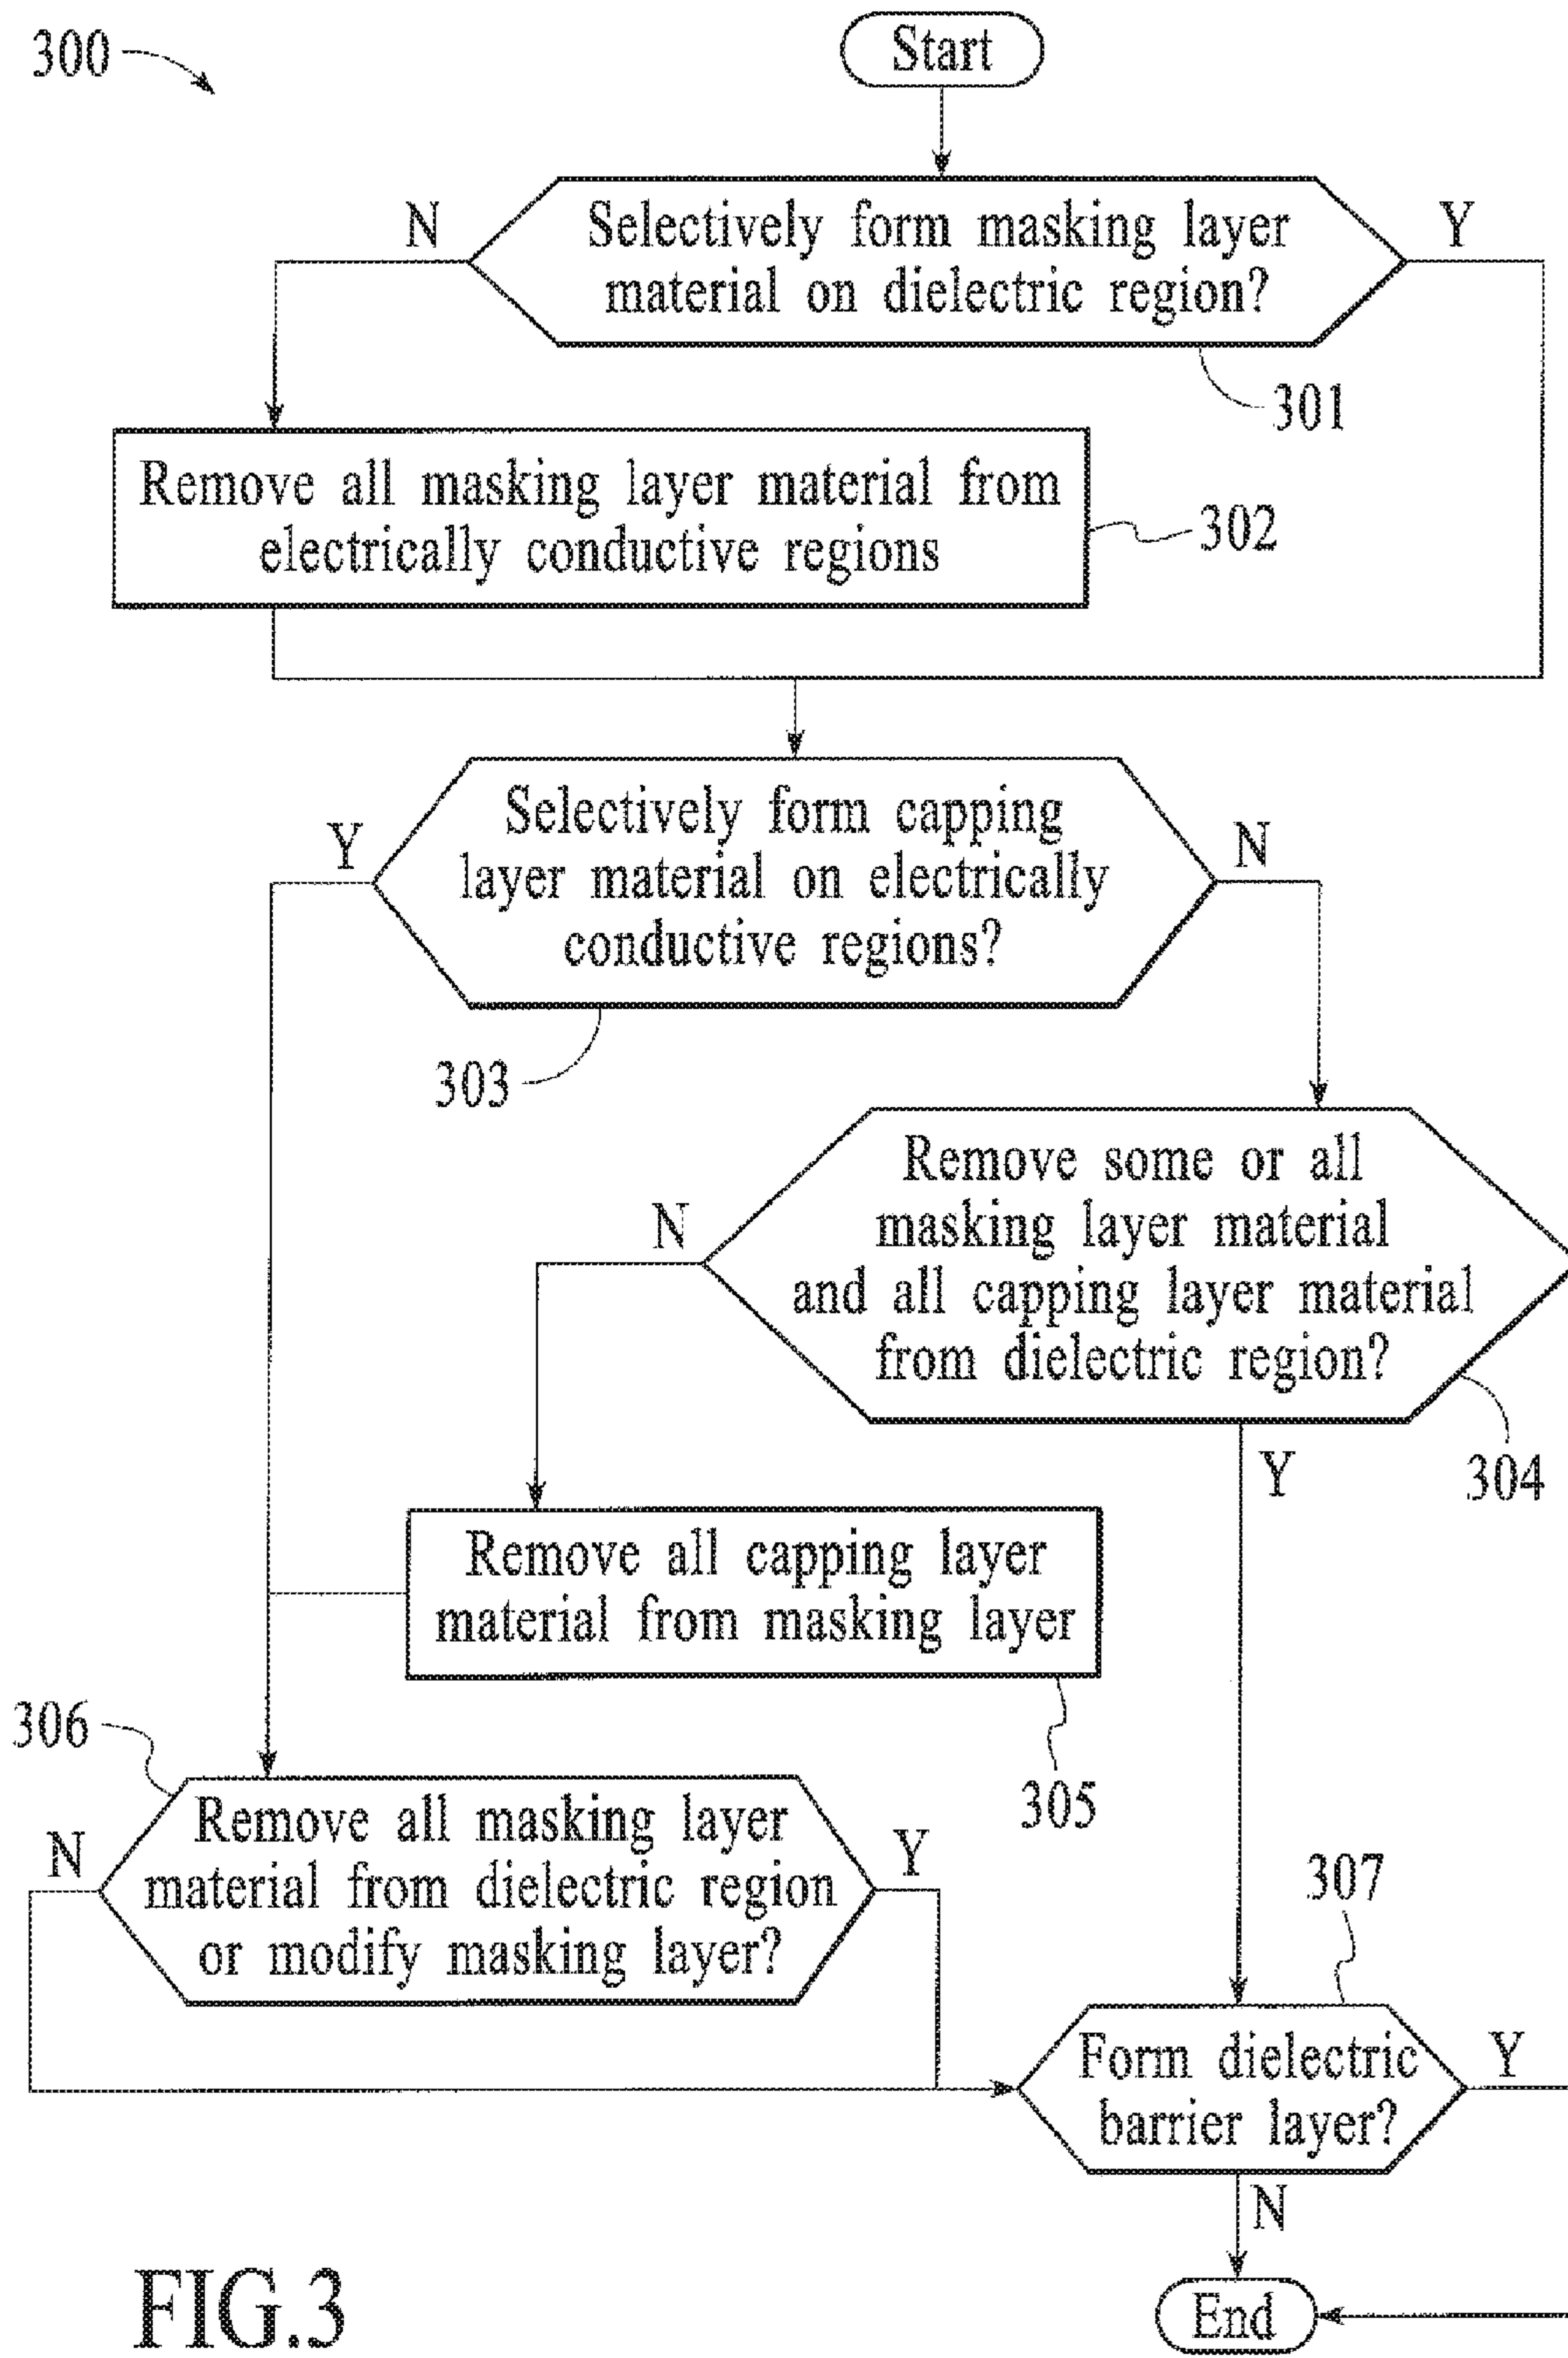 300
Start
N
Selectively form masking layer
material on dielectric region?
Y
301
Remove all masking layer material from
electrically conductive regions
302
Y
Selectively form capping
layer material on electrically
conductive regions?
N
303
N
Remove some or all
masking layer material
and all capping layer material
from dielectric region?
Y
304
Remove all capping layer
material from masking layer
305
306
N
Remove all masking layer
material from dielectric region
or modify masking layer?
Y
307
Form dielectric
barrier layer?
Y
N
End
FIG.3